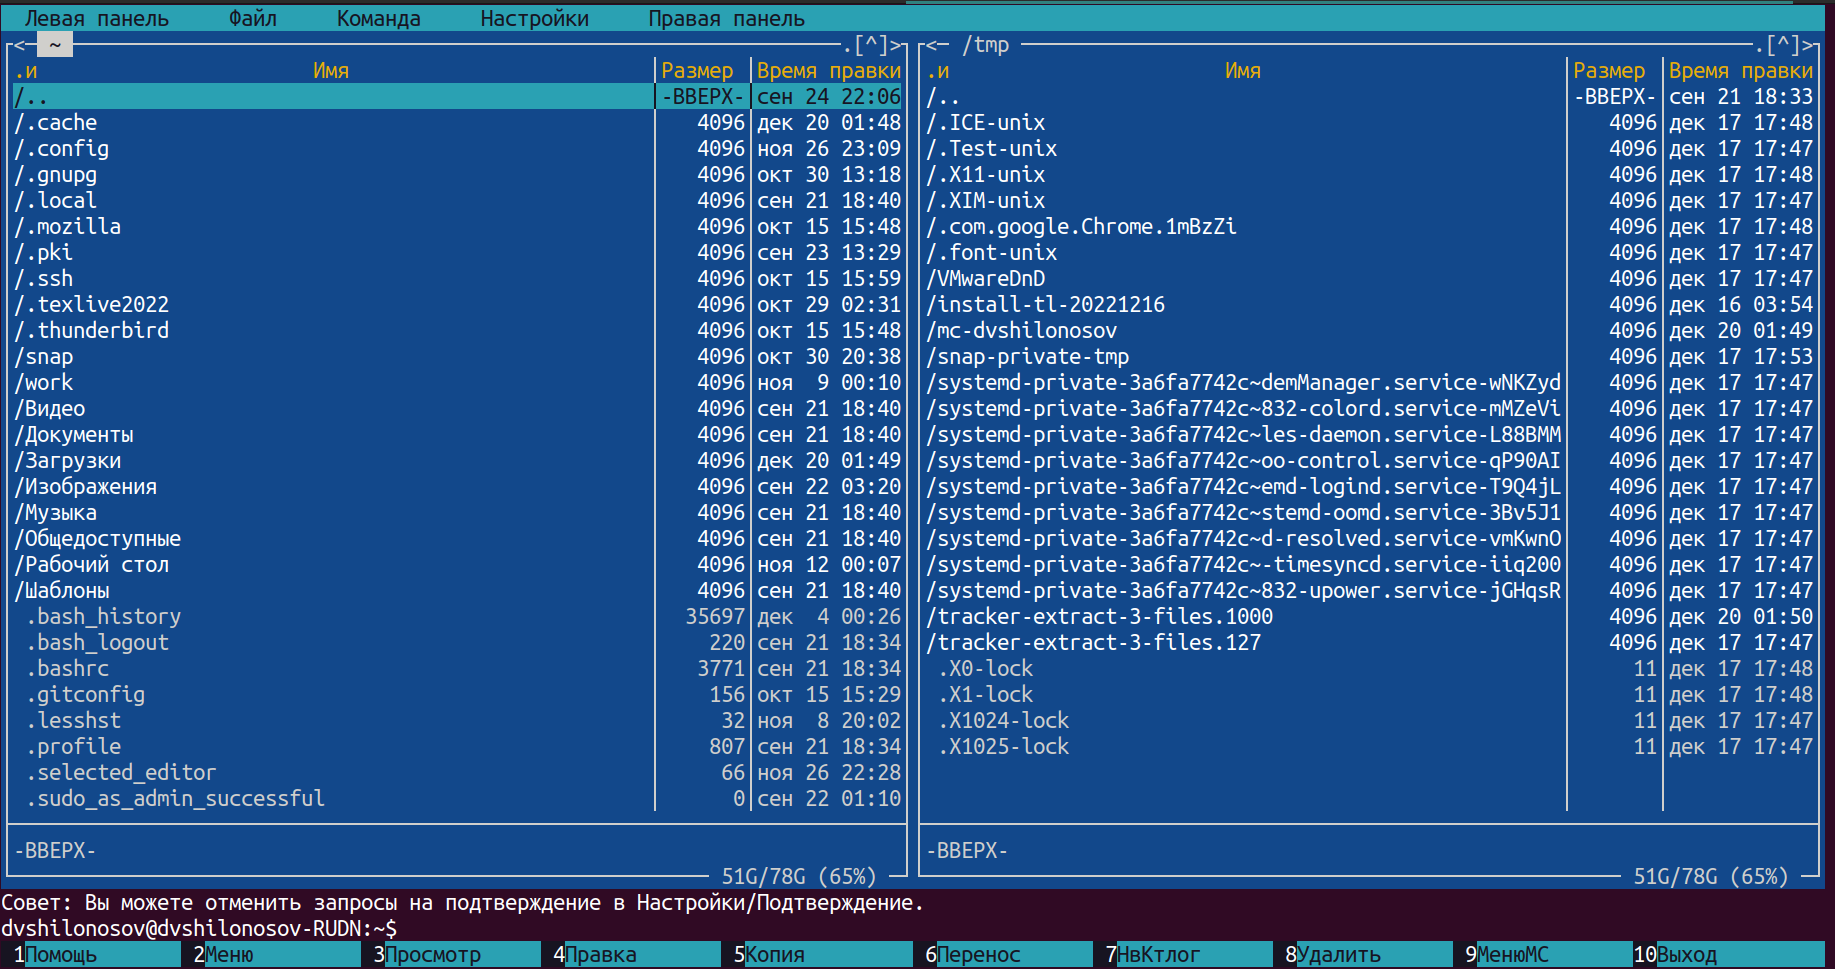 Левая панель Файл Команда Настройки Правая панель
<─ ~ .[^]> <─ /tmp .[^]>
.и Имя Размер Время правки .и Имя Размер Время правки
/.. -ВВЕРХ- сен 24 22:06 /.. -ВВЕРХ- сен 21 18:33
/.cache 4096 дек 20 01:48 /.ICE-unix 4096 дек 17 17:48
/.config 4096 ноя 26 23:09 /.Test-unix 4096 дек 17 17:47
/.gnupg 4096 окт 30 13:18 /.X11-unix 4096 дек 17 17:48
/.local 4096 сен 21 18:40 /.XIM-unix 4096 дек 17 17:47
/.mozilla 4096 окт 15 15:48 /.com.google.Chrome.1mBzZi 4096 дек 17 17:48
/.pki 4096 сен 23 13:29 /.font-unix 4096 дек 17 17:47
/.ssh 4096 окт 15 15:59 /VMwareDnD 4096 дек 17 17:47
/.texlive2022 4096 окт 29 02:31 /install-tl-20221216 4096 дек 16 03:54
/.thunderbird 4096 окт 15 15:48 /mc-dvshilonosov 4096 дек 20 01:49
/snap 4096 окт 30 20:38 /snap-private-tmp 4096 дек 17 17:53
/work 4096 ноя 9 00:10 /systemd-private-3a6fa7742c~demManager.service-wNKZyd 4096 дек 17 17:47
/Видео 4096 сен 21 18:40 /systemd-private-3a6fa7742c~832-colord.service-mMZeVi 4096 дек 17 17:47
/Документы 4096 сен 21 18:40 /systemd-private-3a6fa7742c~les-daemon.service-L88BMM 4096 дек 17 17:47
/Загрузки 4096 дек 20 01:49 /systemd-private-3a6fa7742c~oo-control.service-qP90AI 4096 дек 17 17:47
/Изображения 4096 сен 22 03:20 /systemd-private-3a6fa7742c~emd-logind.service-T9Q4jL 4096 дек 17 17:47
/Музыка 4096 сен 21 18:40 /systemd-private-3a6fa7742c~stemd-oomd.service-3Bv5J1 4096 дек 17 17:47
/Общедоступные 4096 сен 21 18:40 /systemd-private-3a6fa7742c~d-resolved.service-vmKwnO 4096 дек 17 17:47
/Рабочий стол 4096 ноя 12 00:07 /systemd-private-3a6fa7742c~-timesyncd.service-iiq200 4096 дек 17 17:47
/Шаблоны 4096 сен 21 18:40 /systemd-private-3a6fa7742c~832-upower.service-jGHqsR 4096 дек 17 17:47
.bash_history 35697 дек 4 00:26 /tracker-extract-3-files.1000 4096 дек 20 01:50
.bash_logout 220 сен 21 18:34 /tracker-extract-3-files.127 4096 дек 17 17:47
.bashrc 3771 сен 21 18:34 .X0-lock 11 дек 17 17:48
.gitconfig 156 окт 15 15:29 .X1-lock 11 дек 17 17:48
.lesshst 32 ноя 8 20:02 .X1024-lock 11 дек 17 17:47
.profile 807 сен 21 18:34 .X1025-lock 11 дек 17 17:47
.selected_editor 66 ноя 26 22:28
.sudo_as_admin_successful 0 сен 22 01:10
-ВВЕРХ- -ВВЕРХ-
51G/78G (65%) 51G/78G (65%)
Совет: Вы можете отменить запросы на подтверждение в Настройки/Подтверждение.
dvshilonosov@dvshilonosov-RUDN:~$
1Помощь 2Меню 3Просмотр 4Правка 5Копия 6Перенос 7НвКтлог 8Удалить 9МенюMC 10Выход